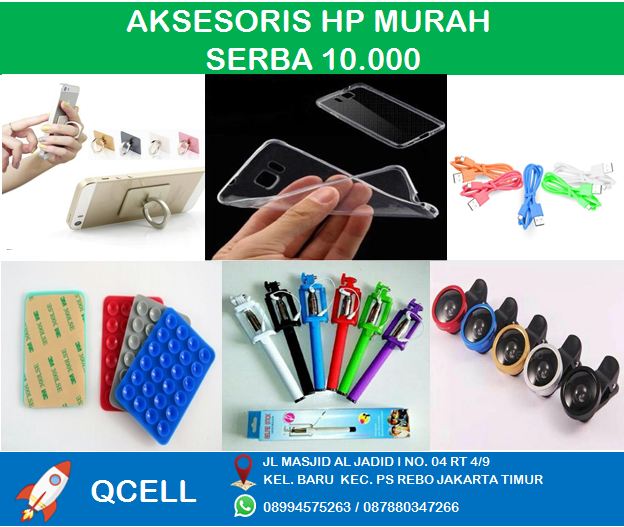 AKSESORIS HP MURAH
SERBA 10.000
QCELL
JL MASJID AL JADID I NO. 04 RT 4/9
KEL. BARU KEC. PS REBO JAKARTA TIMUR
08994575263 / 087880347266